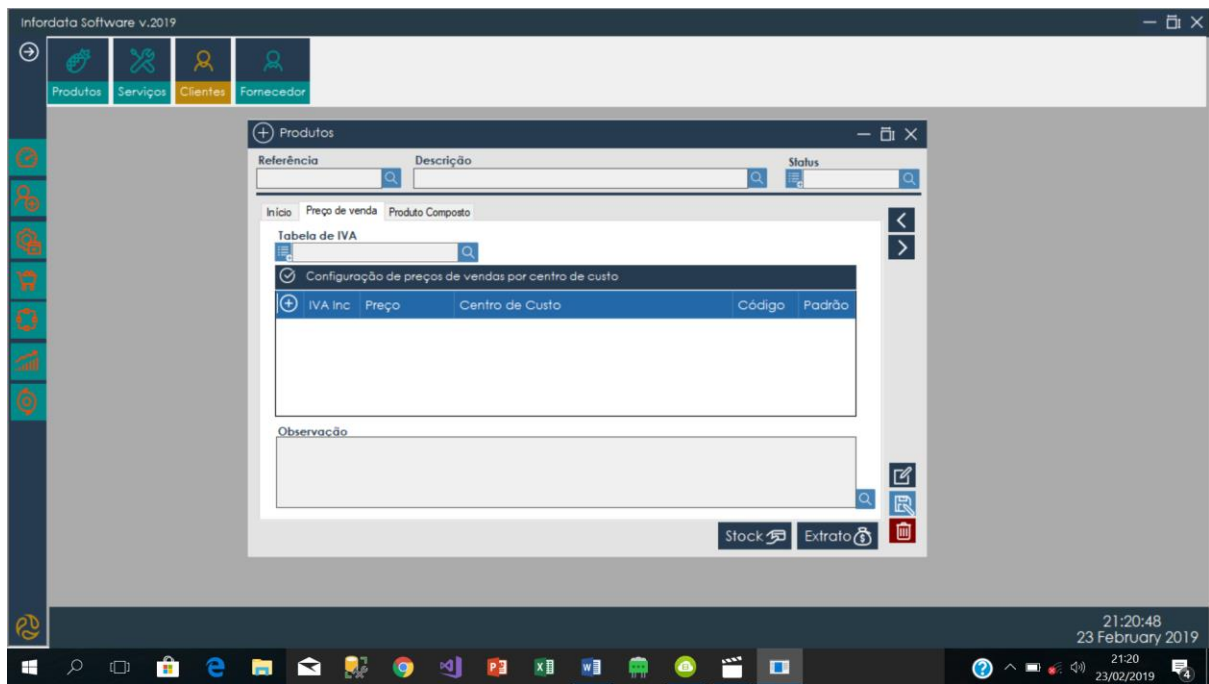 Infordata Software v.2019
Produtos Serviços Clientes Fornecedor
Produtos
Referência Descrição Status
Início Preço de venda Produto Composto
Tabela de IVA
Configuração de preços de vendas por centro de custo
IVA Inc Preço Centro de Custo Código Padrão
Observação
Stock Extrato
21:20:48
23 February 2019
21:20
23/02/2019